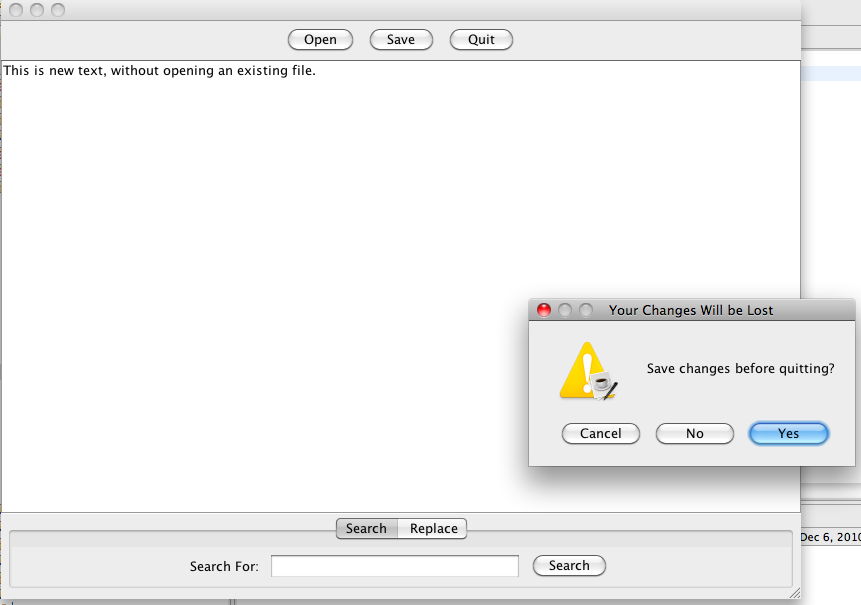 Open Save Quit
This is new text, without opening an existing file.
Your Changes Will be Lost
Save changes before quitting?
Cancel No Yes
Search Replace
Dec 6, 2010
Search For: Search